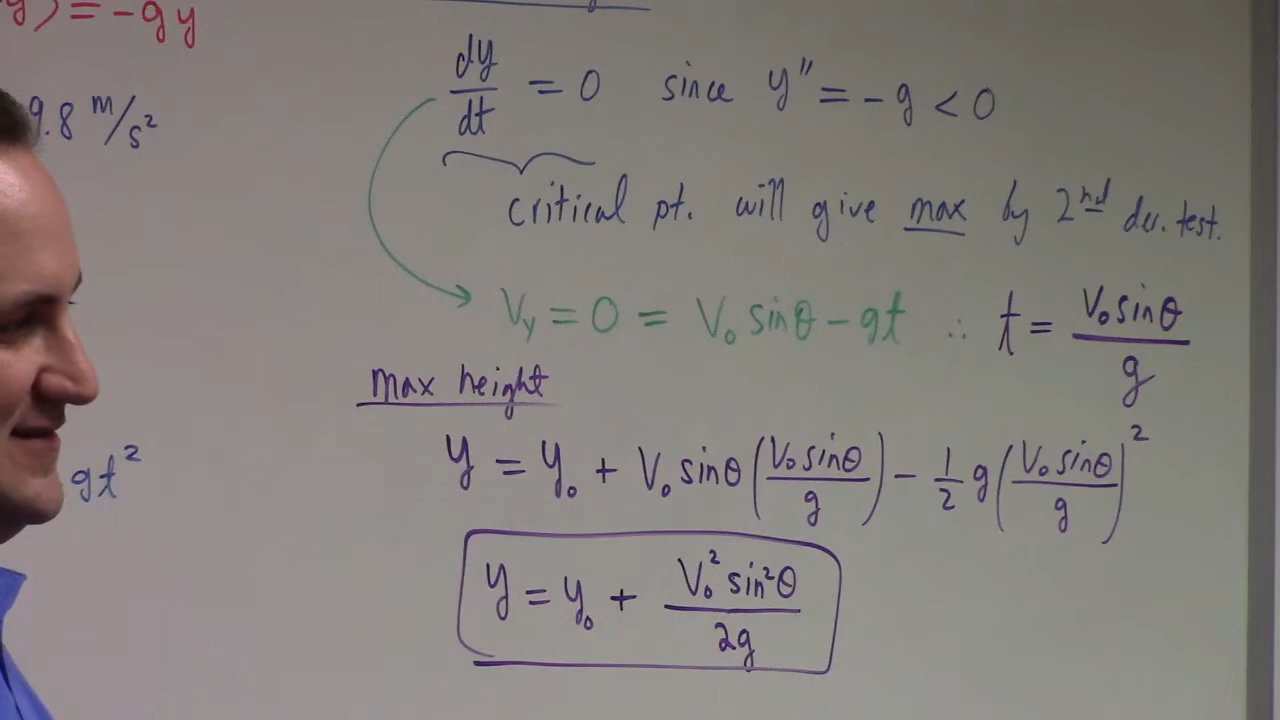 y) = -gy
9.8 m/s²
dy/dt = 0 since y″ = -g < 0
critical pt. will give max by 2nd der. test.
Vy = 0 = V₀ sinθ - gt ∴ t = V₀sinθ/g
max height
y = y₀ + V₀ sinθ (V₀ sinθ/g) - 1/2 g (V₀ sinθ/g)²
gt²
y = y₀ + V₀² sin²θ/2g